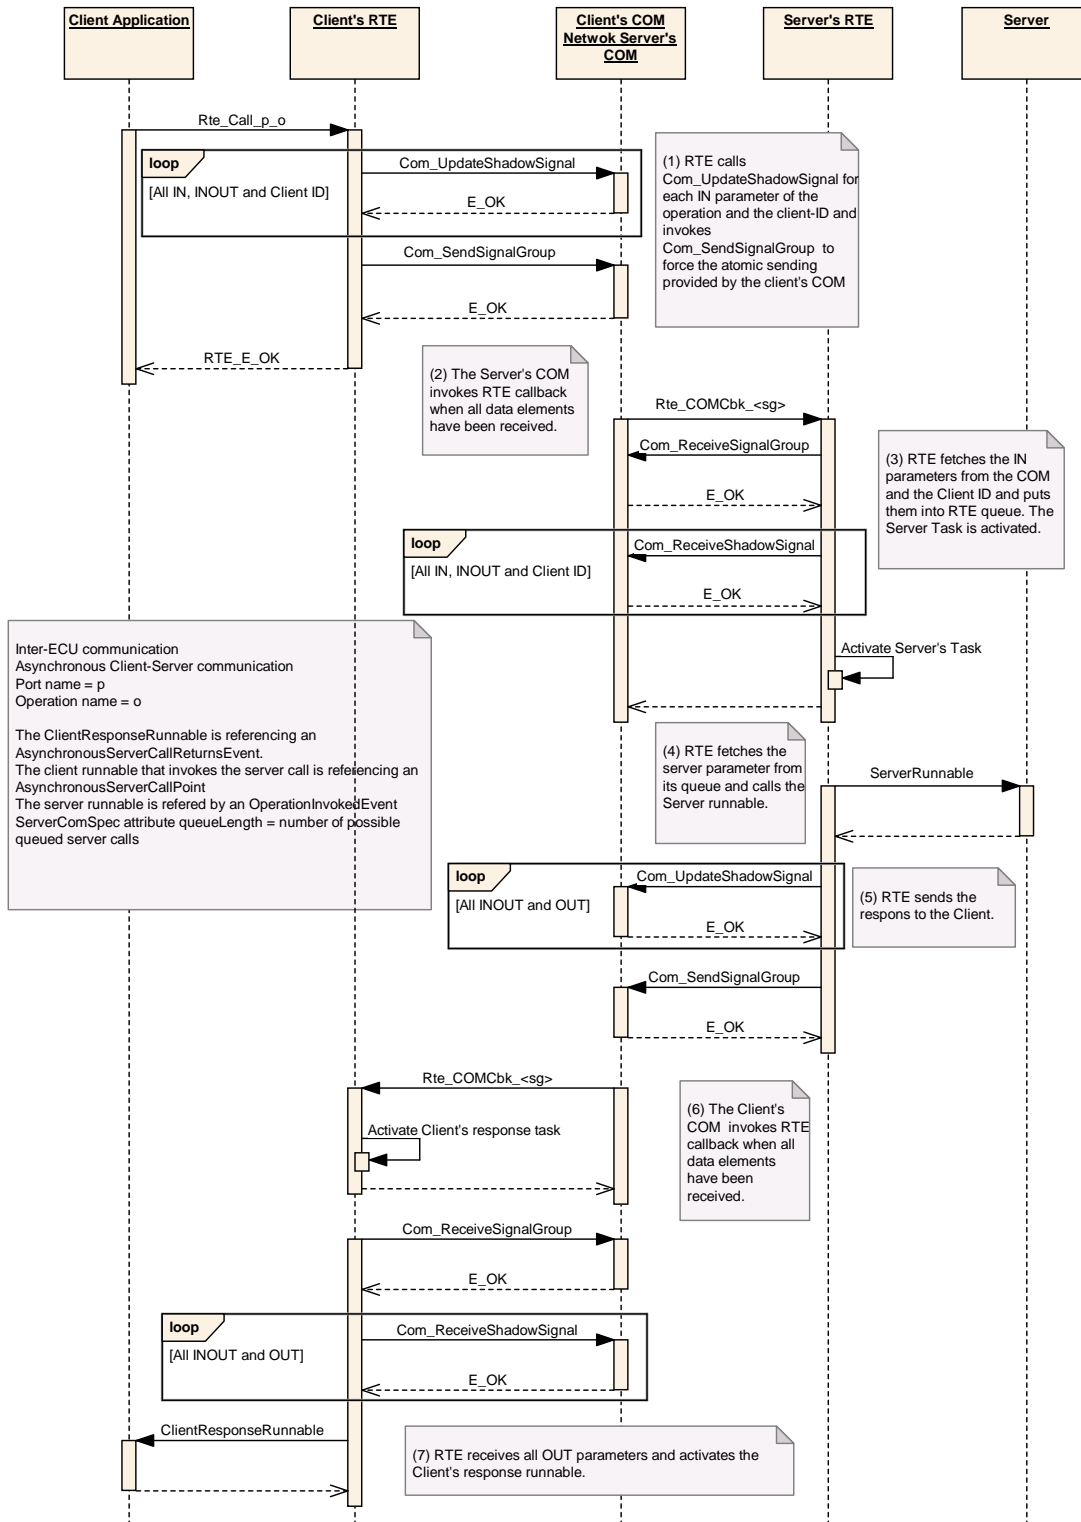 Client Application
Client's RTE
Client's COM
Netwok Server's
COM
Server's RTE
Server
Rte_Call_p_o
loop
[All IN, INOUT and Client ID]
Com_UpdateShadowSignal
E_OK
(1) RTE calls
Com_UpdateShadowSignal for
each IN parameter of the
operation and the client-ID and
invokes
Com_SendSignalGroup to
force the atomic sending
provided by the client's COM
Com_SendSignalGroup
E_OK
RTE_E_OK
(2) The Server's COM
invokes RTE callback
when all data elements
have been received.
Rte_COMCbk_<sg>
Com_ReceiveSignalGroup
E_OK
(3) RTE fetches the IN
parameters from the COM
and the Client ID and puts
them into RTE queue. The
Server Task is activated.
loop
[All IN, INOUT and Client ID]
Com_ReceiveShadowSignal
E_OK
Activate Server's Task
Inter-ECU communication
Asynchronous Client-Server communication
Port name = p
Operation name = o
The ClientResponseRunnable is referencing an
AsynchronousServerCallReturnsEvent.
The client runnable that invokes the server call is referencing an
AsynchronousServerCallPoint
The server runnable is refered by an OperationInvokedEvent
ServerComSpec attribute queueLength = number of possible
queued server calls
(4) RTE fetches the
server parameter from
its queue and calls the
Server runnable.
ServerRunnable
loop
[All INOUT and OUT]
Com_UpdateShadowSignal
E_OK
(5) RTE sends the
respons to the Client.
Com_SendSignalGroup
E_OK
Rte_COMCbk_<sg>
Activate Client's response task
(6) The Client's
COM invokes RTE
callback when all
data elements
have been
received.
Com_ReceiveSignalGroup
E_OK
loop
[All INOUT and OUT]
Com_ReceiveShadowSignal
E_OK
ClientResponseRunnable
(7) RTE receives all OUT parameters and activates the
Client's response runnable.